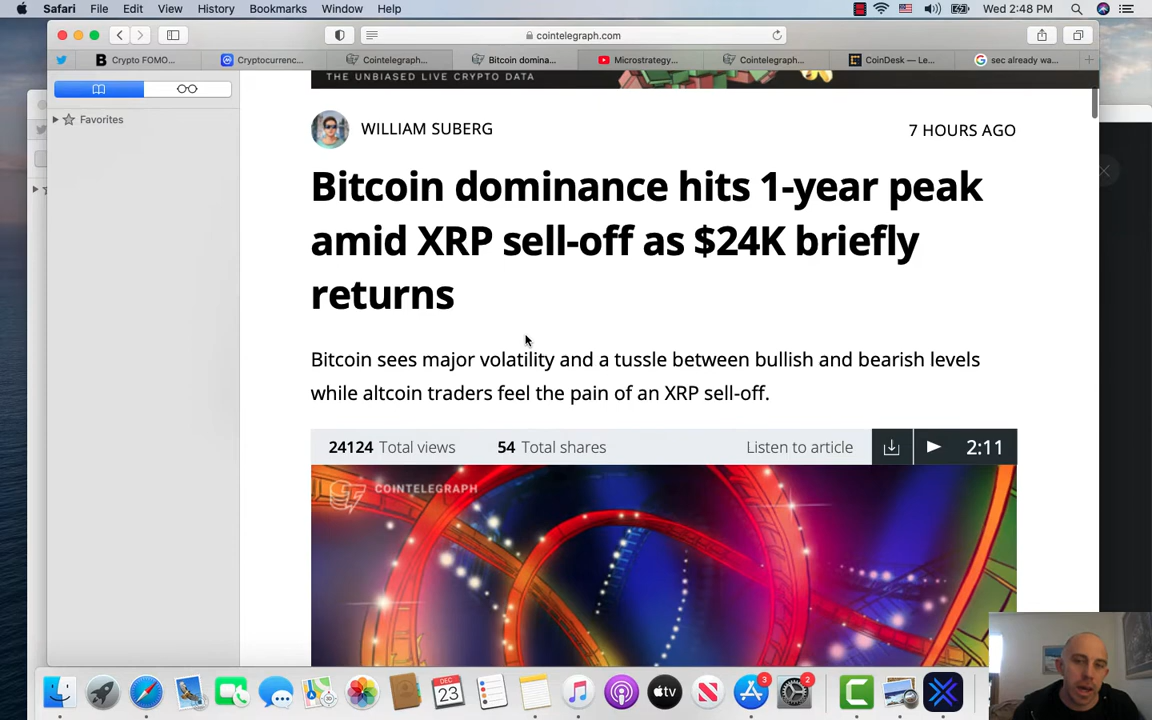 Safari File Edit View History Bookmarks Window Help Wed 2:48 PM
cointelegraph.com
Crypto FOMO... Cryptocurrenc... Cointelegraph... Bitcoin domina... Microstrategy... Cointelegraph... CoinDesk — Le... sec already wa...
THE UNBIASED LIVE CRYPTO DATA
Favorites
WILLIAM SUBERG 7 HOURS AGO
Bitcoin dominance hits 1-year peak
amid XRP sell-off as $24K briefly
returns
Bitcoin sees major volatility and a tussle between bullish and bearish levels
while altcoin traders feel the pain of an XRP sell-off.
24124 Total views 54 Total shares Listen to article 2:11
COINTELEGRAPH
DEC
23
tv
3
2